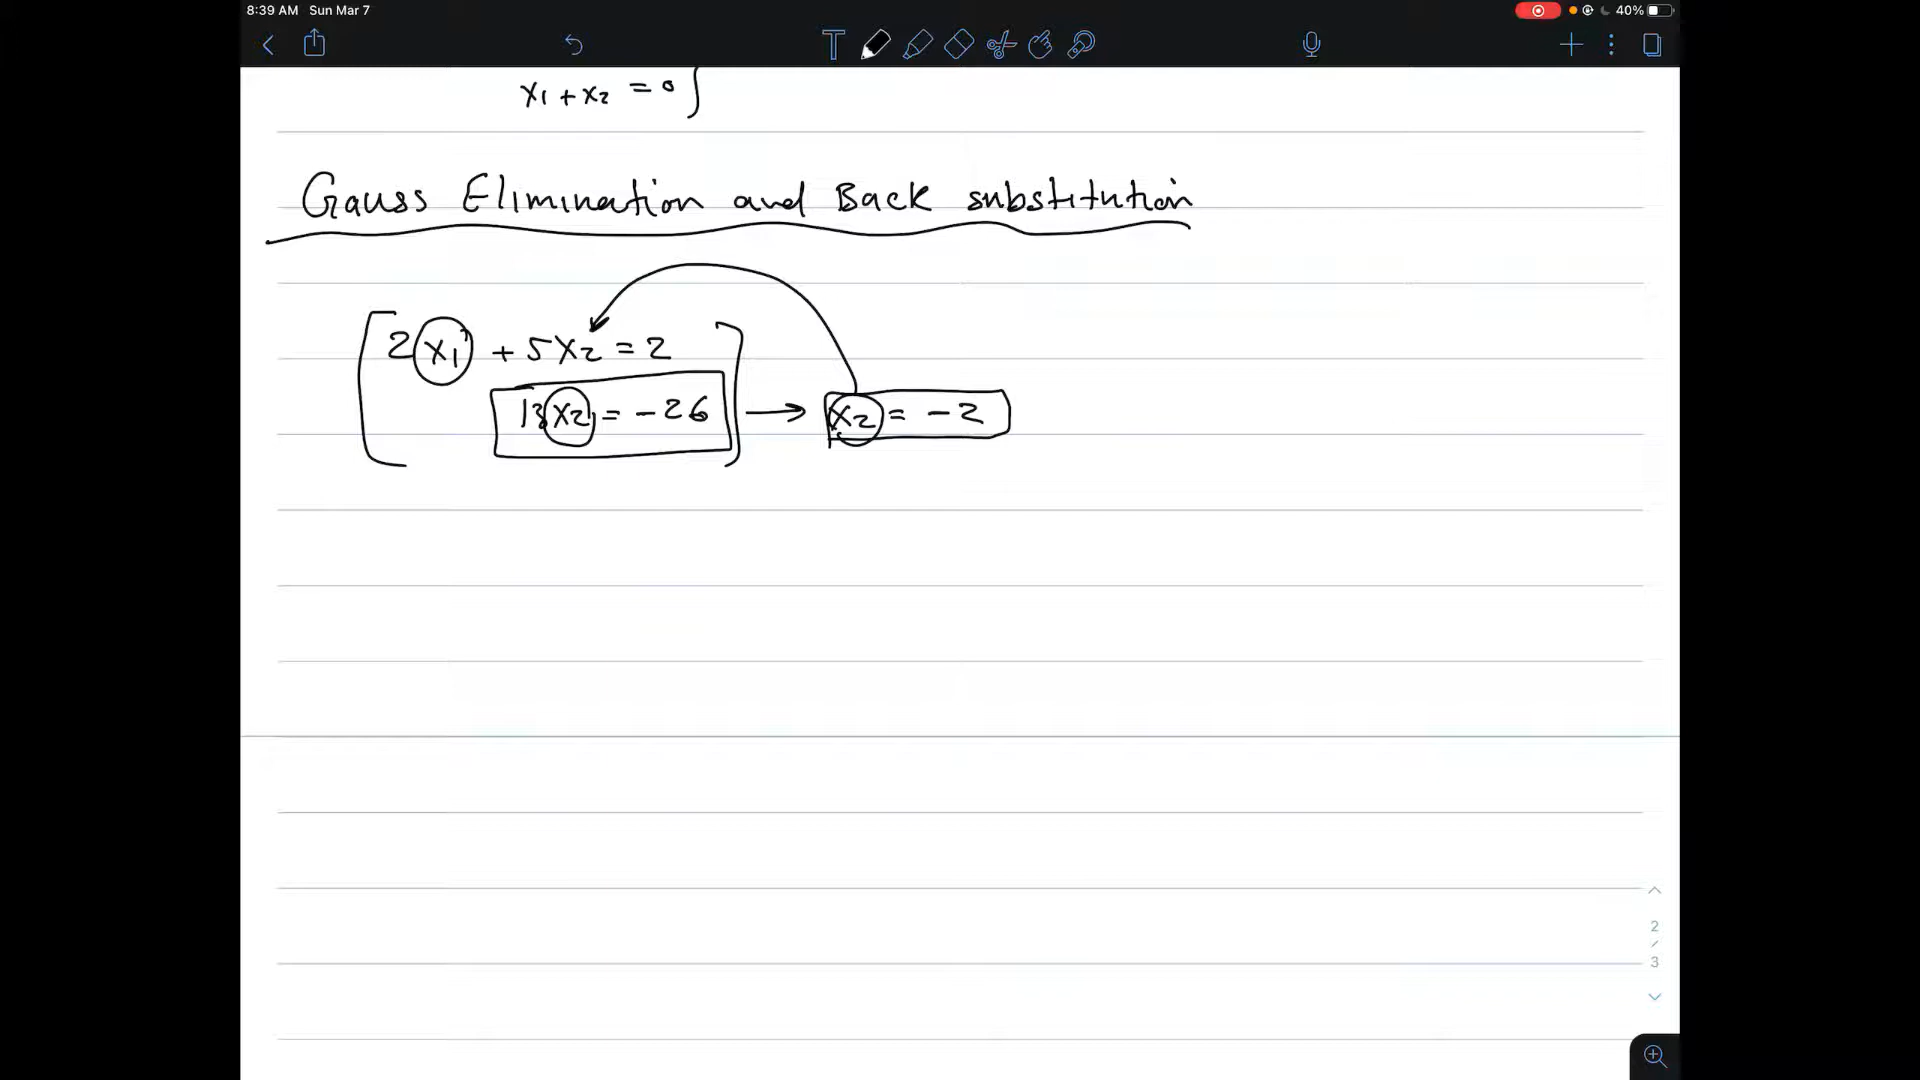 8:39 AM Sun Mar 7
40%
x1 + x2 = 0
Gauss Elimination and Back substitution
2x1 + 5x2 = 2
13x2 = -26 → x2 = -2
2
/
3